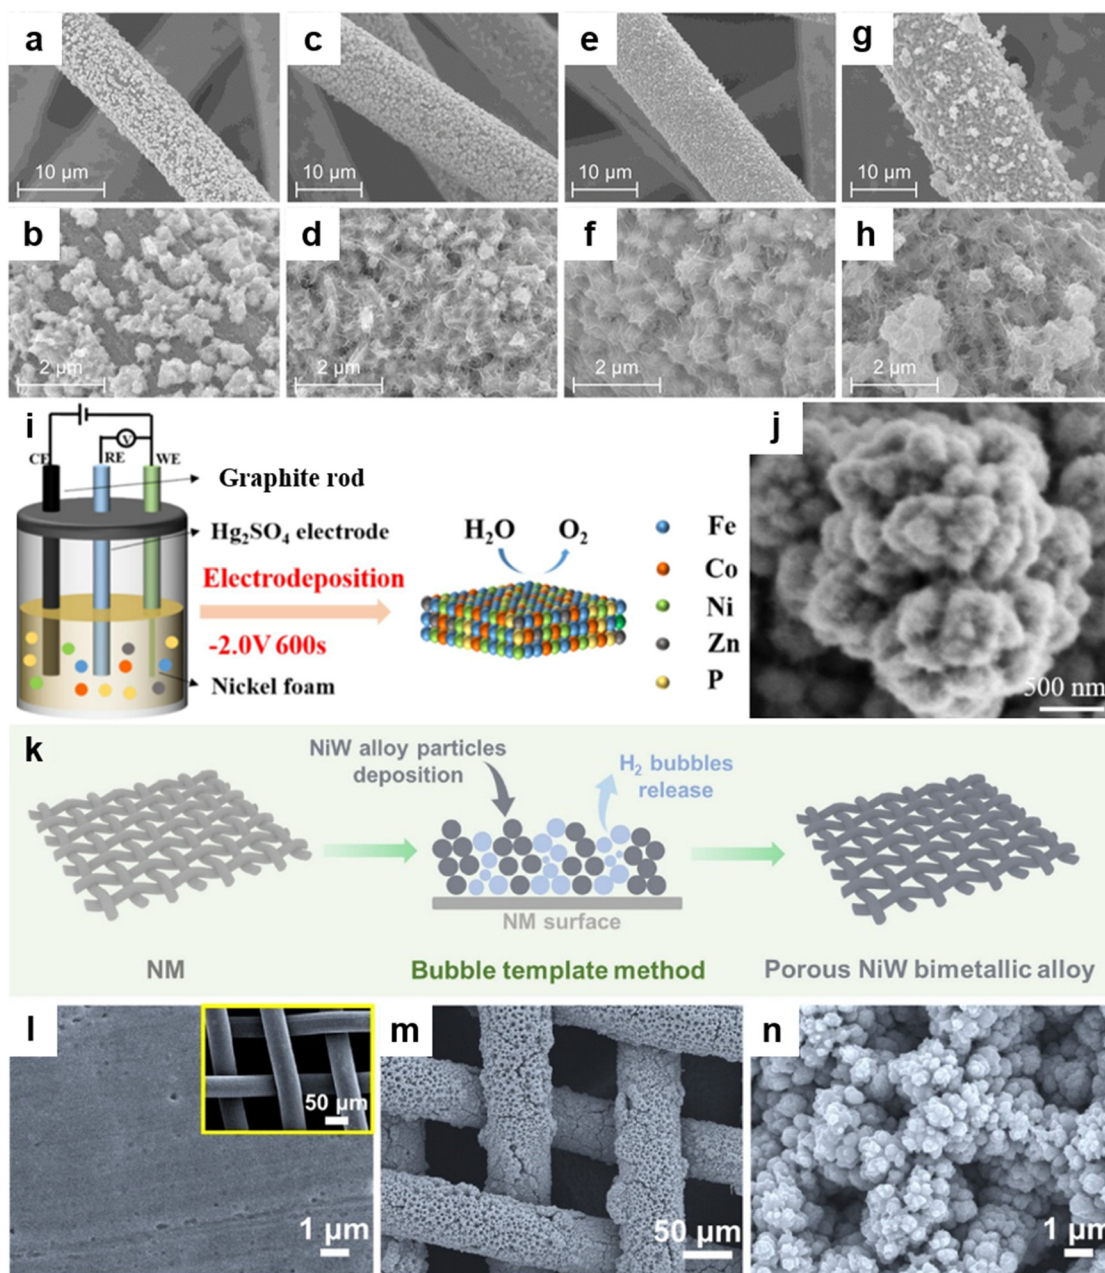 a
c
e
g
10 μm
10 μm
10 μm
10 μm
b
d
f
h
2 μm
2 μm
2 μm
2 μm
i
j
CE
RE
V
WE
Graphite rod
Hg2SO4 electrode
Electrodeposition
-2.0V 600s
Nickel foam
H2O
O2
Fe
Co
Ni
Zn
P
500 nm
k
NiW alloy particles
deposition
H2 bubbles
release
NM surface
NM
Bubble template method
Porous NiW bimetallic alloy
l
50 μm
1 μm
m
50 μm
n
1 μm